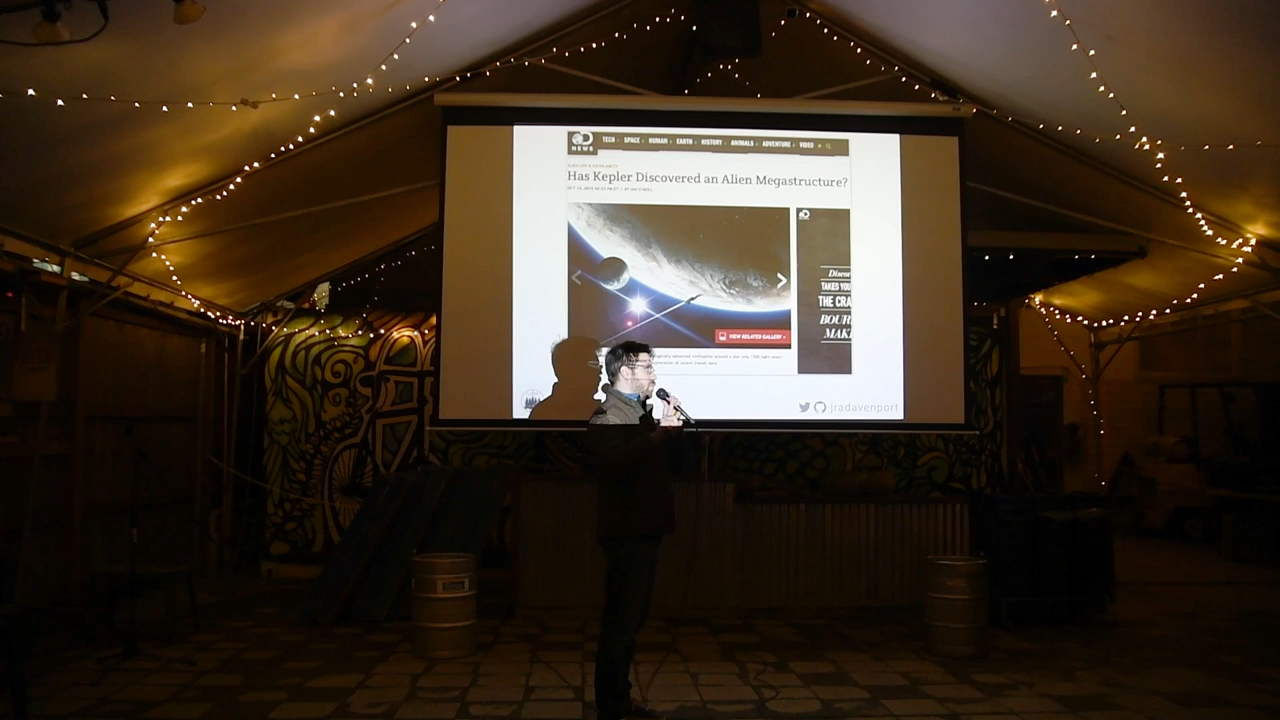 NEWS
TECH SPACE HUMAN EARTH HISTORY ANIMALS ADVENTURE VIDEO
Has Kepler Discovered an Alien Megastructure?
TAKES YOU
THE CRA
BOUR
MAK
VIEW RELATED GALLERY
jradavenport